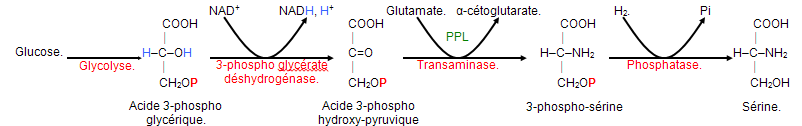 NAD⁺ NADH, H⁺ Glutamate. α-cétoglutarate. H₂. Pi
COOH COOH COOH COOH
PPL
Glucose. H–C–OH C=O H–C–NH₂ H–C–NH₂
Glycolyse. 3-phospho glycérate Transaminase. Phosphatase.
déshydrogénase.
CH₂OP CH₂OP CH₂OP CH₂OH
Acide 3-phospho Acide 3-phospho 3-phospho-sérine Sérine.
glycérique. hydroxy-pyruvique